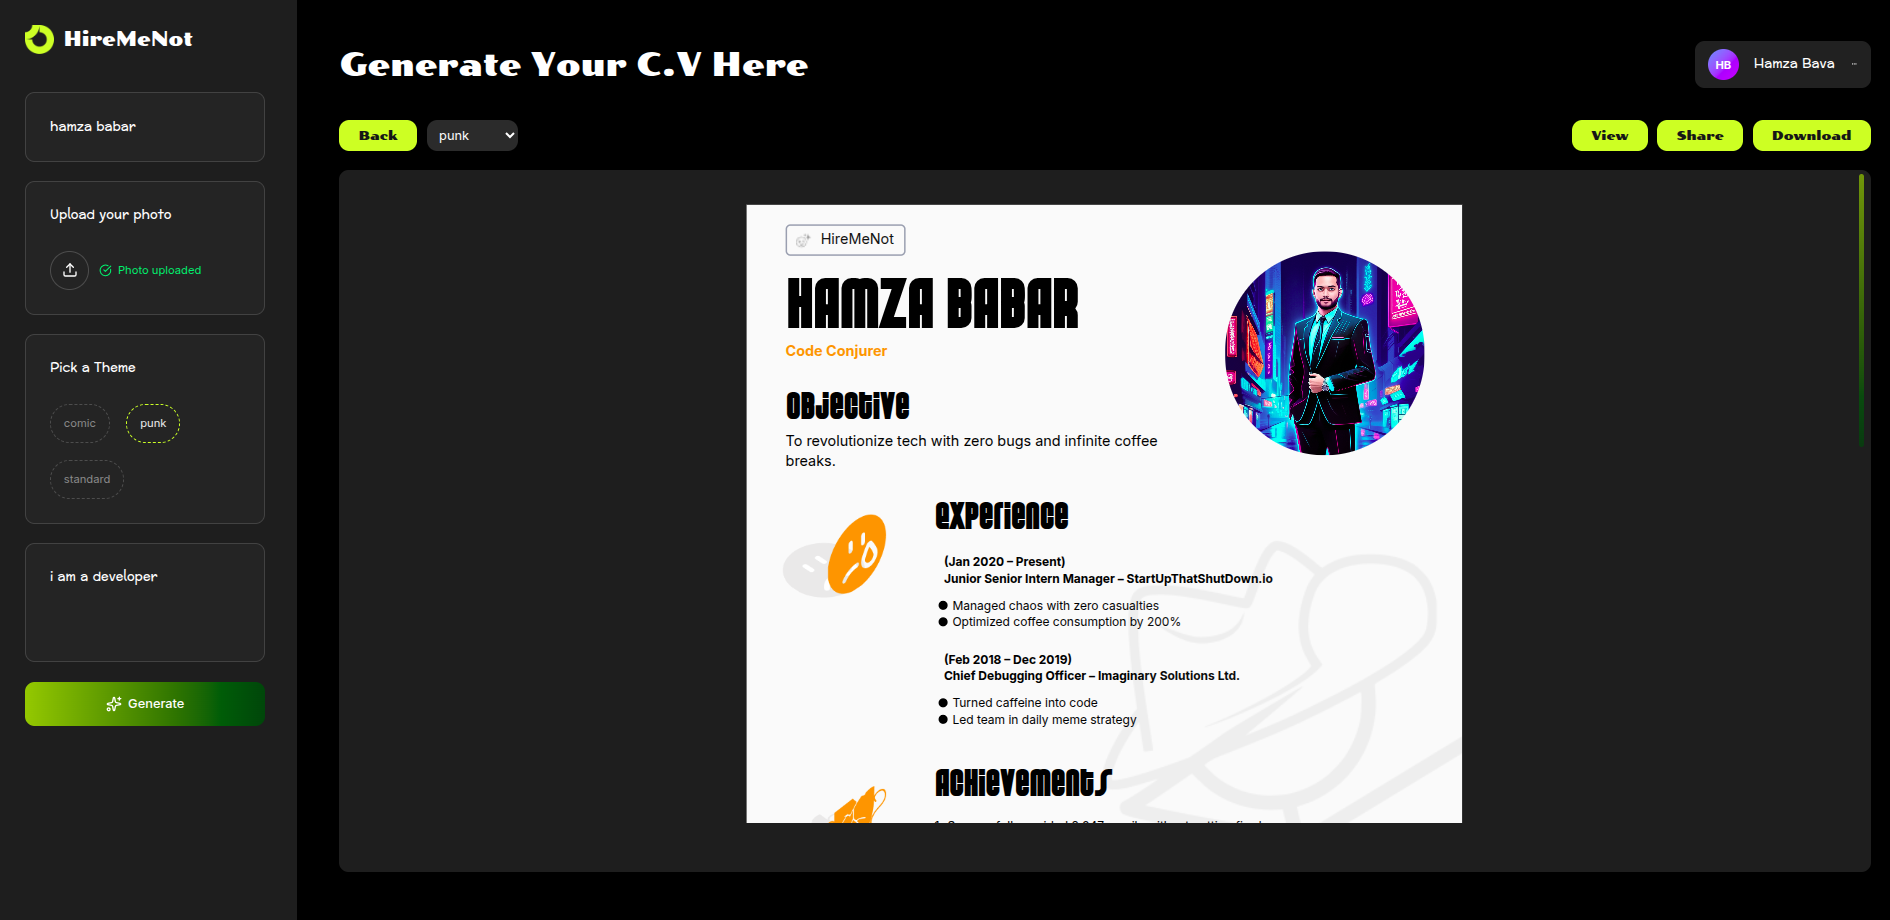 HireMeNot
hamza babar
Upload your photo
Photo uploaded
Pick a Theme
comic
punk
standard
i am a developer
Generate
Generate Your C.V Here
HB
Hamza Bava
Back
punk
View
Share
Download
HireMeNot
HAMZA BABAR
Code Conjurer
OBJectiVe
To revolutionize tech with zero bugs and infinite coffee
breaks.
eXPerience
(Jan 2020 – Present)
Junior Senior Intern Manager – StartUpThatShutDown.io
● Managed chaos with zero casualties
● Optimized coffee consumption by 200%
(Feb 2018 – Dec 2019)
Chief Debugging Officer – Imaginary Solutions Ltd.
● Turned caffeine into code
● Led team in daily meme strategy
ACHieVements